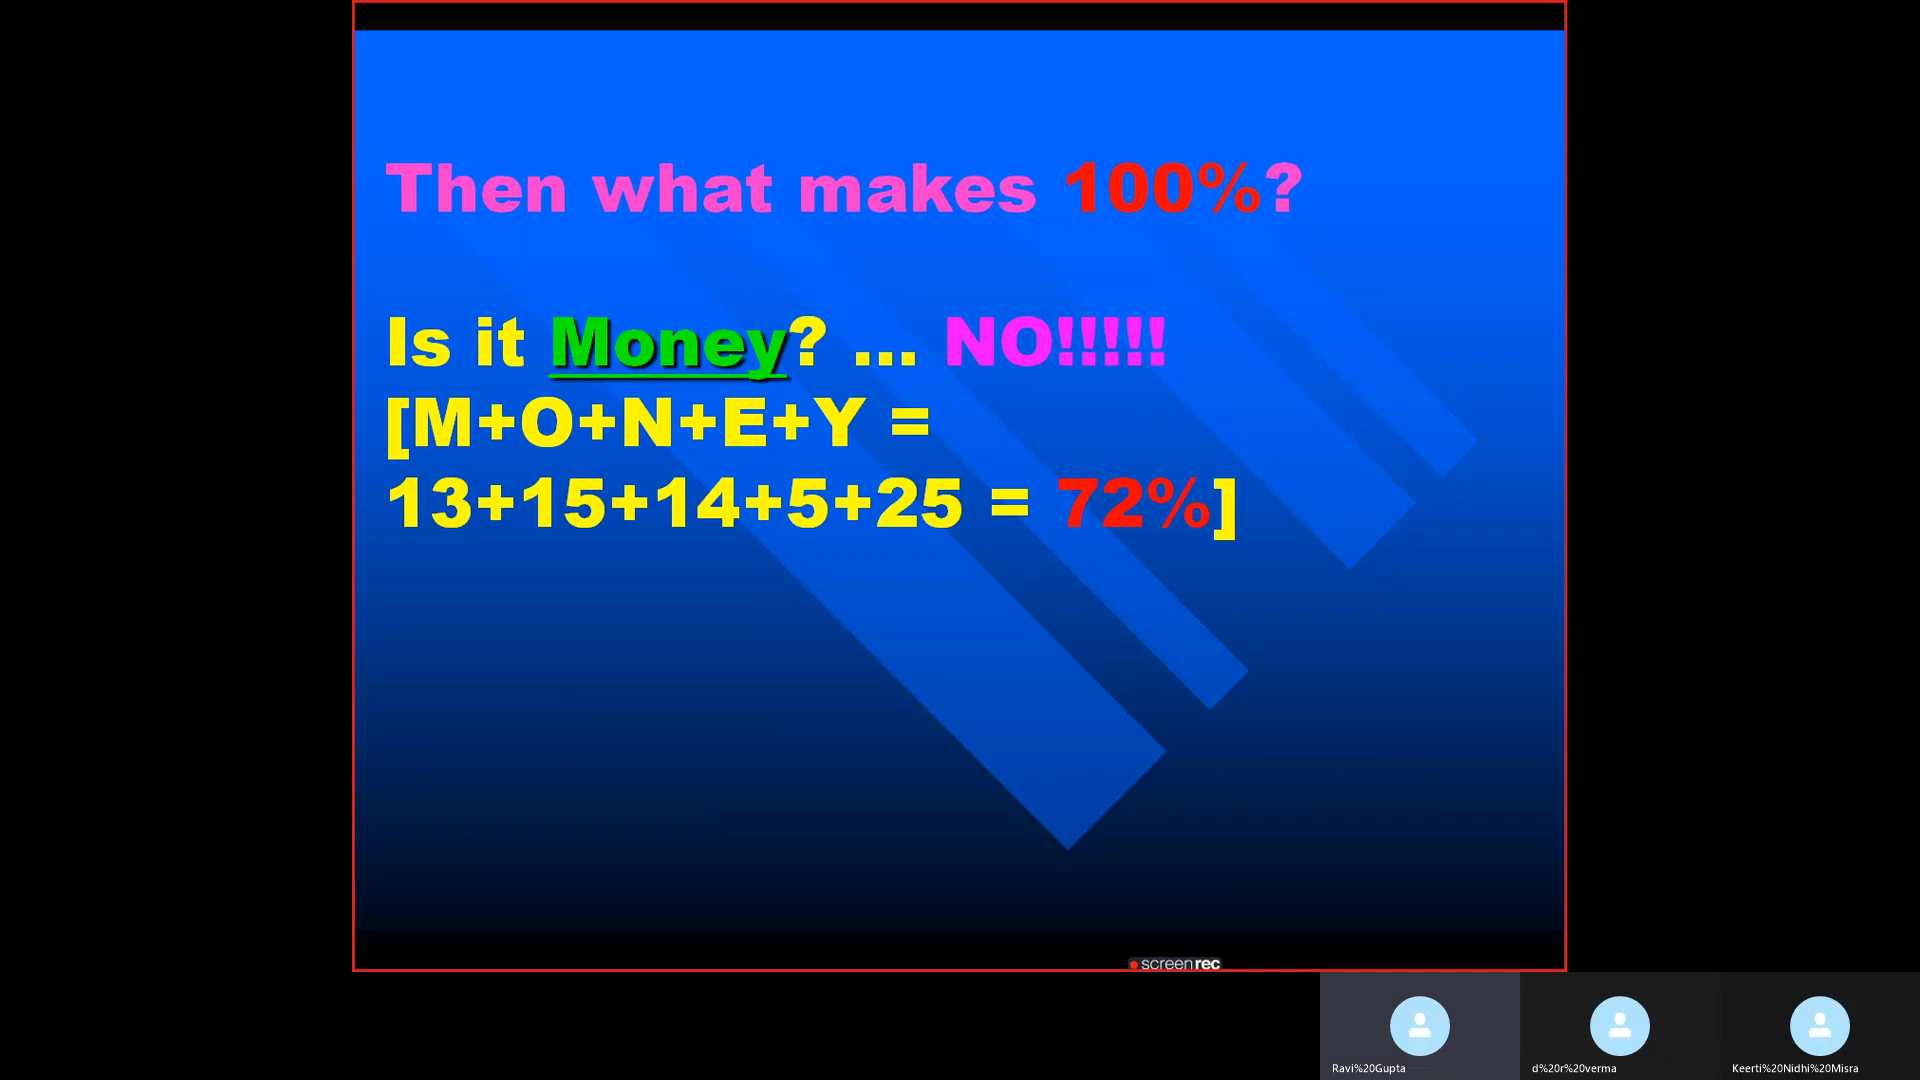 Then what makes 100%?
Is it Money? ... NO!!!!!
[M+O+N+E+Y =
13+15+14+5+25 = 72%]
screenrec
Ravi%20Gupta
d%20r%20verma
Keerti%20Nidhi%20Misra